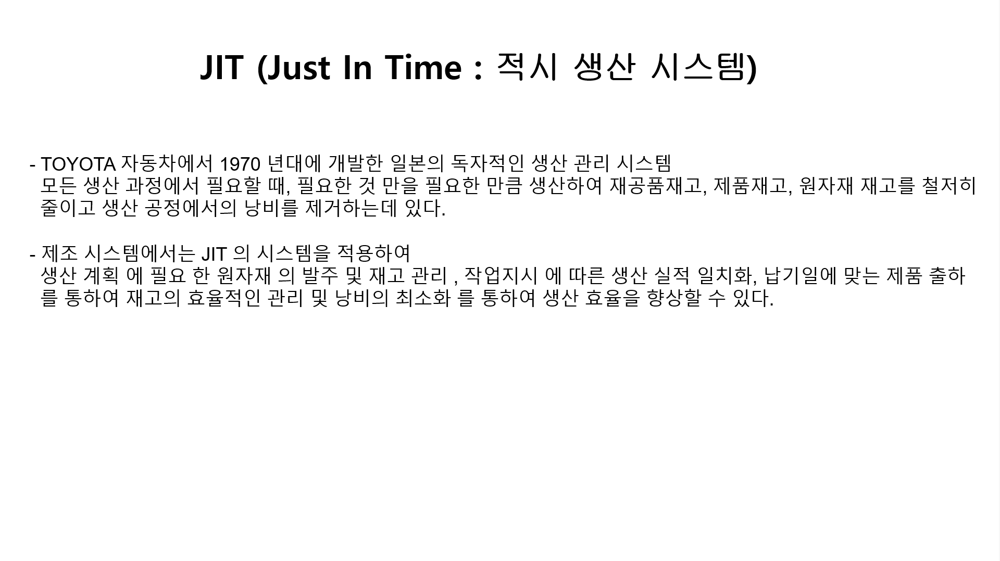 JIT (Just In Time : 적시 생산 시스템)
- TOYOTA 자동차에서 1970 년대에 개발한 일본의 독자적인 생산 관리 시스템
모든 생산 과정에서 필요할 때, 필요한 것 만을 필요한 만큼 생산하여 재공품재고, 제품재고, 원자재 재고를 철저히
줄이고 생산 공정에서의 낭비를 제거하는데 있다.
- 제조 시스템에서는 JIT 의 시스템을 적용하여
생산 계획 에 필요 한 원자재 의 발주 및 재고 관리 , 작업지시 에 따른 생산 실적 일치화, 납기일에 맞는 제품 출하
를 통하여 재고의 효율적인 관리 및 낭비의 최소화 를 통하여 생산 효율을 향상할 수 있다.